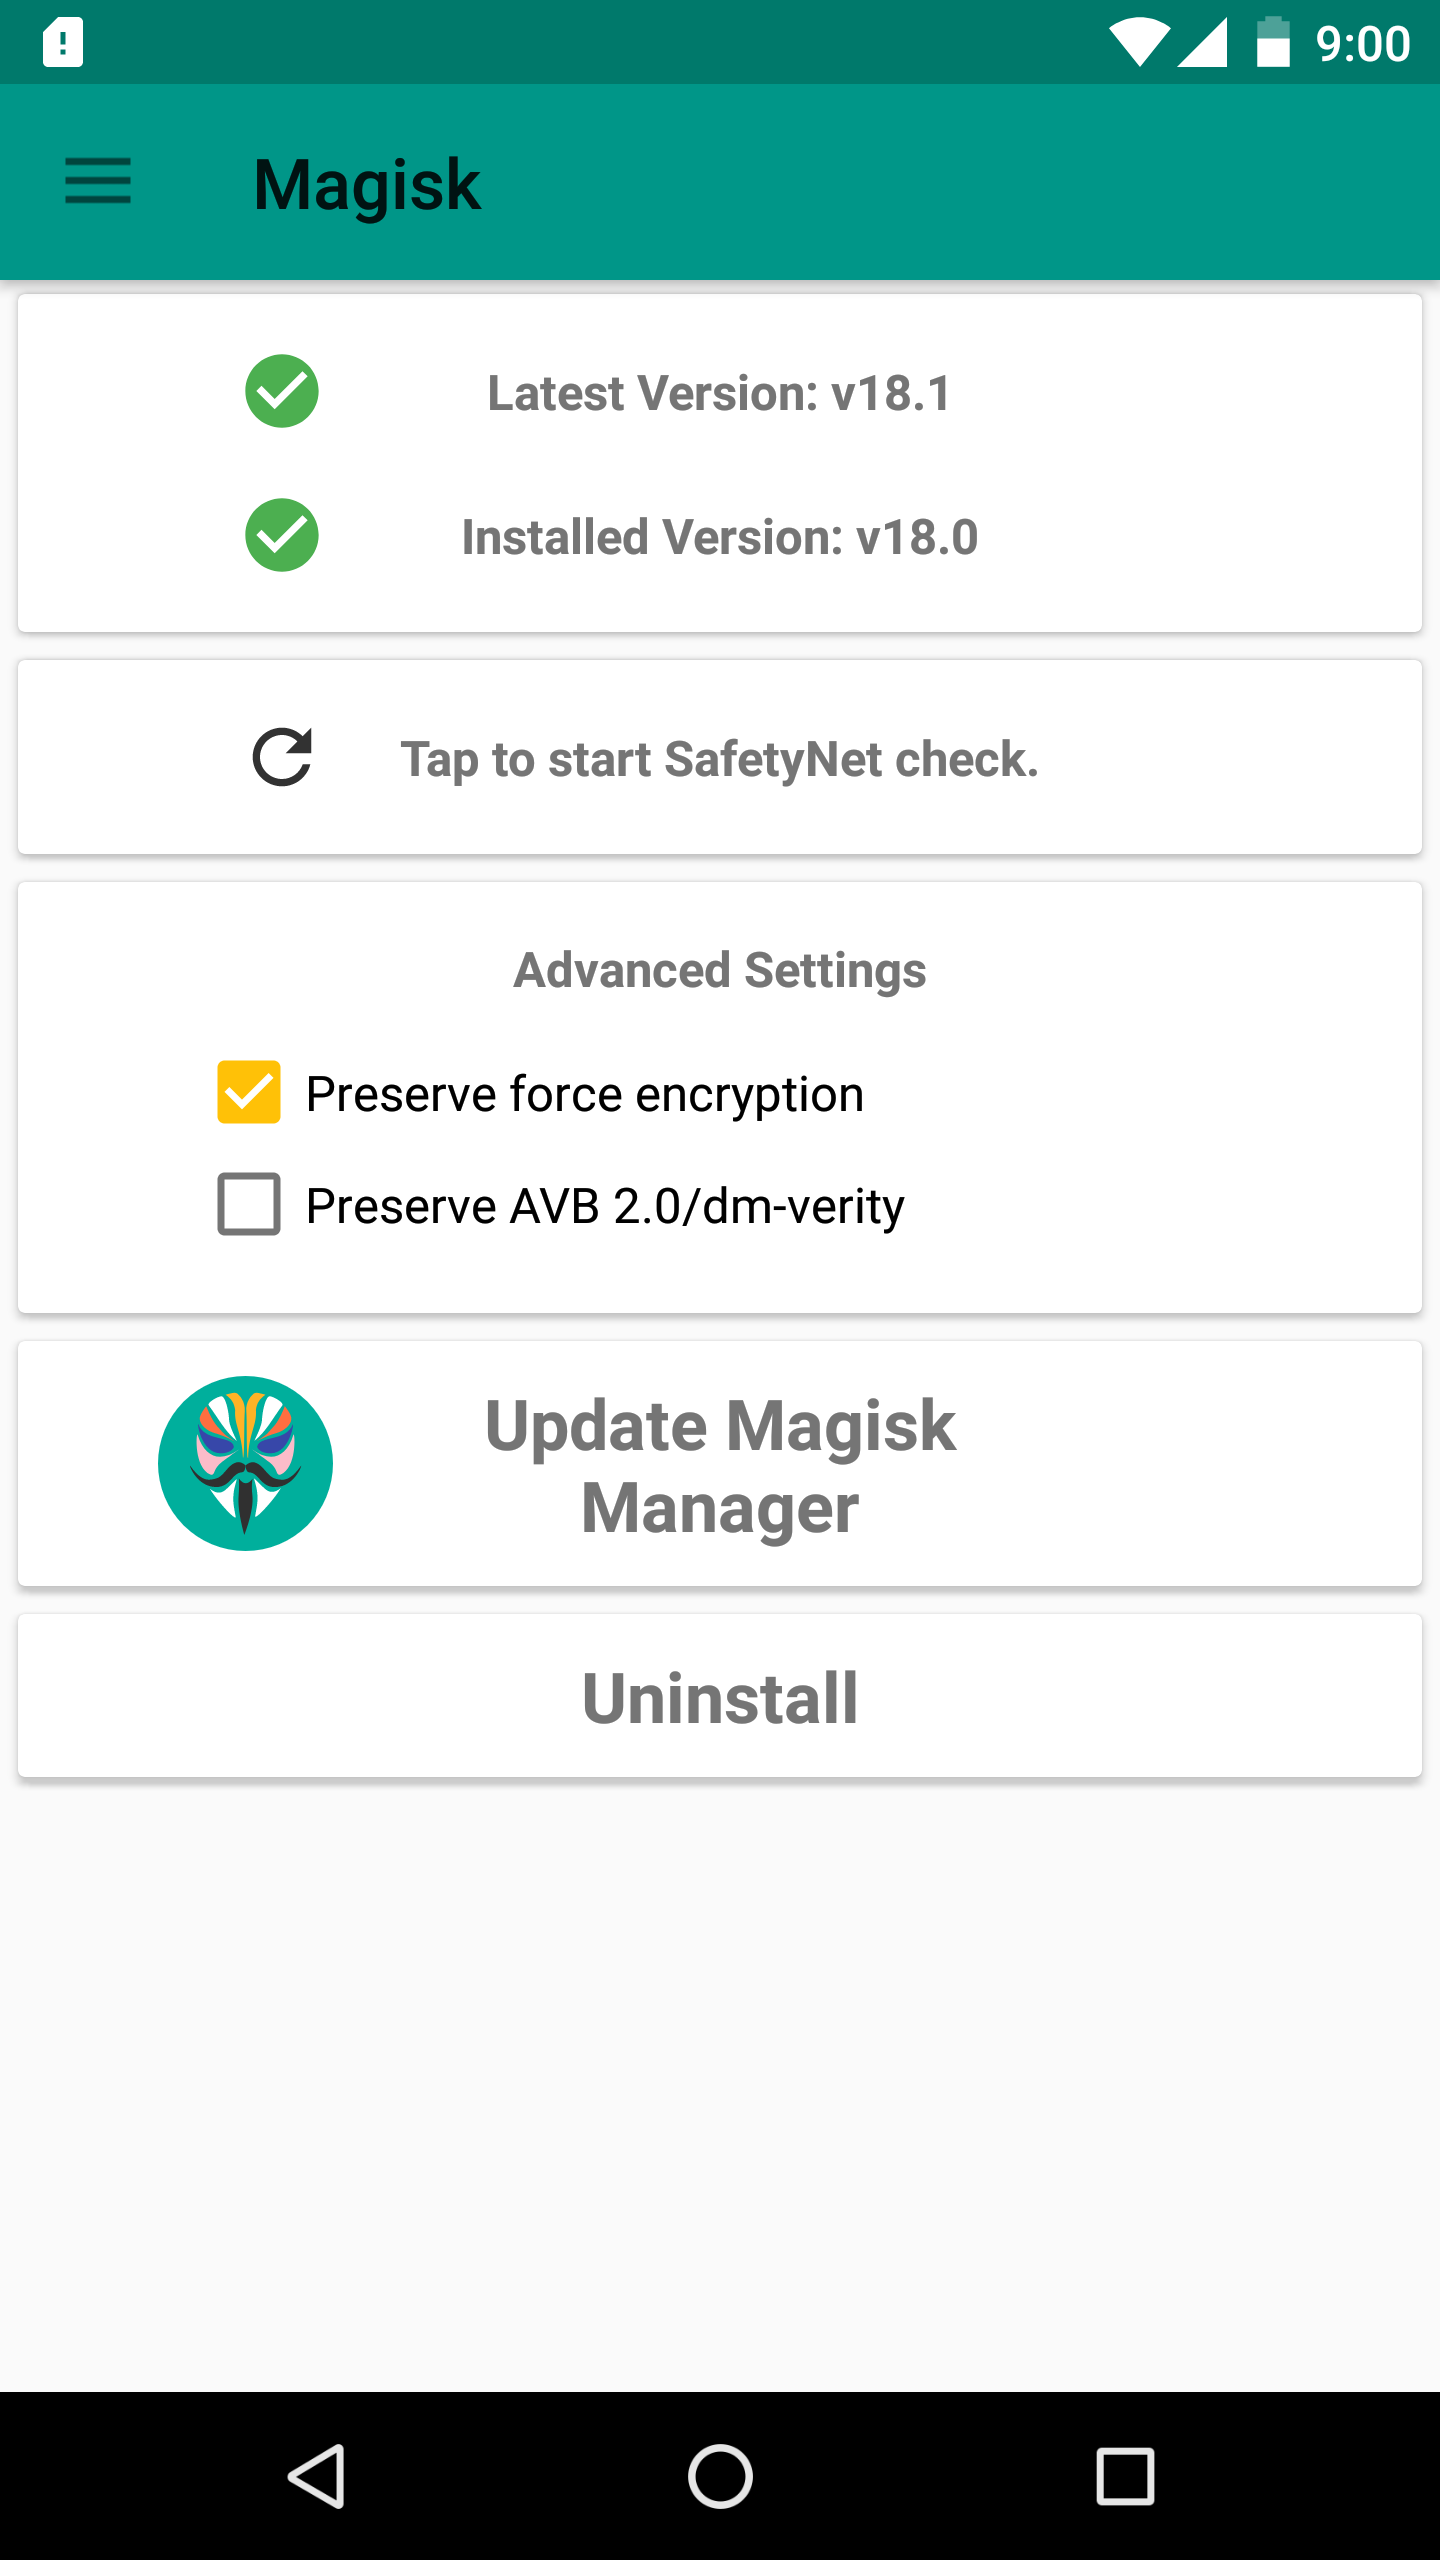 9:00
Magisk
Latest Version: v18.1
Installed Version: v18.0
Tap to start SafetyNet check.
Advanced Settings
Preserve force encryption
Preserve AVB 2.0/dm-verity
Update Magisk
Manager
Uninstall